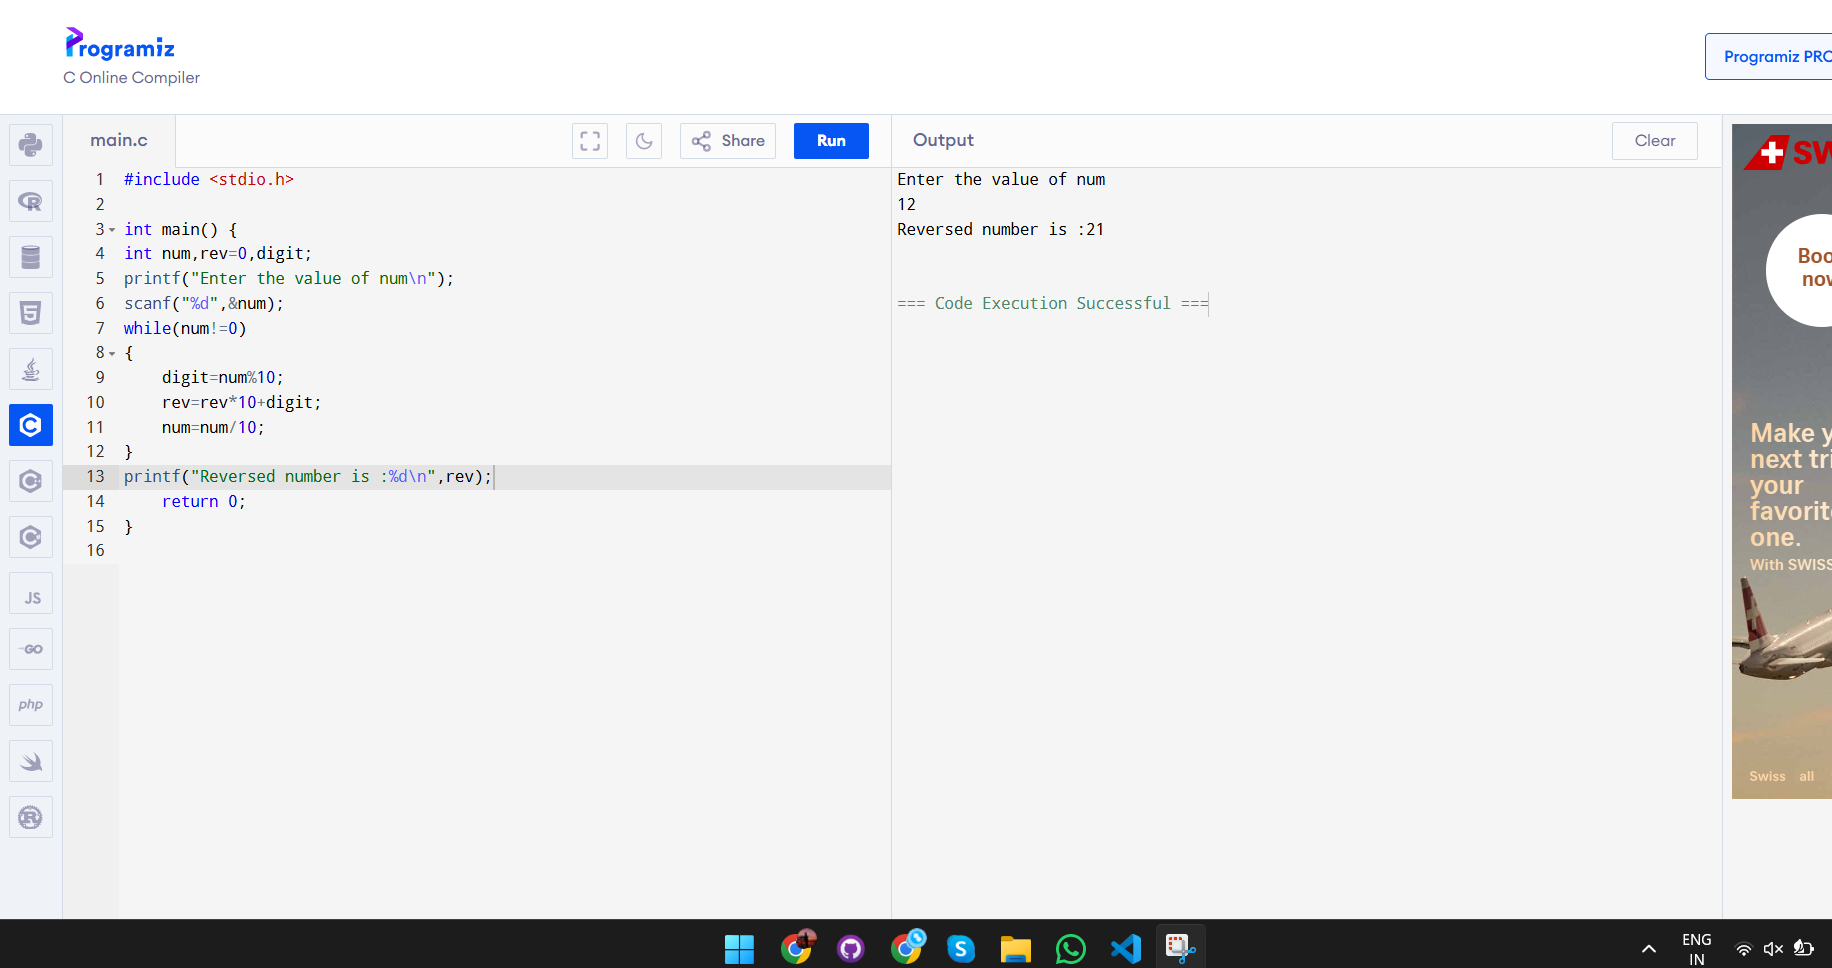 Programiz
C Online Compiler
Programiz PRO
main.c
Share
Run
Output
Clear
1 #include <stdio.h>
2
3 int main() {
4 int num,rev=0,digit;
5 printf("Enter the value of num\n");
6 scanf("%d",&num);
7 while(num!=0)
8 {
9     digit=num%10;
10     rev=rev*10+digit;
11     num=num/10;
12 }
13 printf("Reversed number is :%d\n",rev);
14     return 0;
15 }
16
Enter the value of num
12
Reversed number is :21
=== Code Execution Successful ===
JS
GO
php
SW
Boo
now
Make y
next tri
your
favorite
one.
With SWISS
Swiss all
ENG
IN